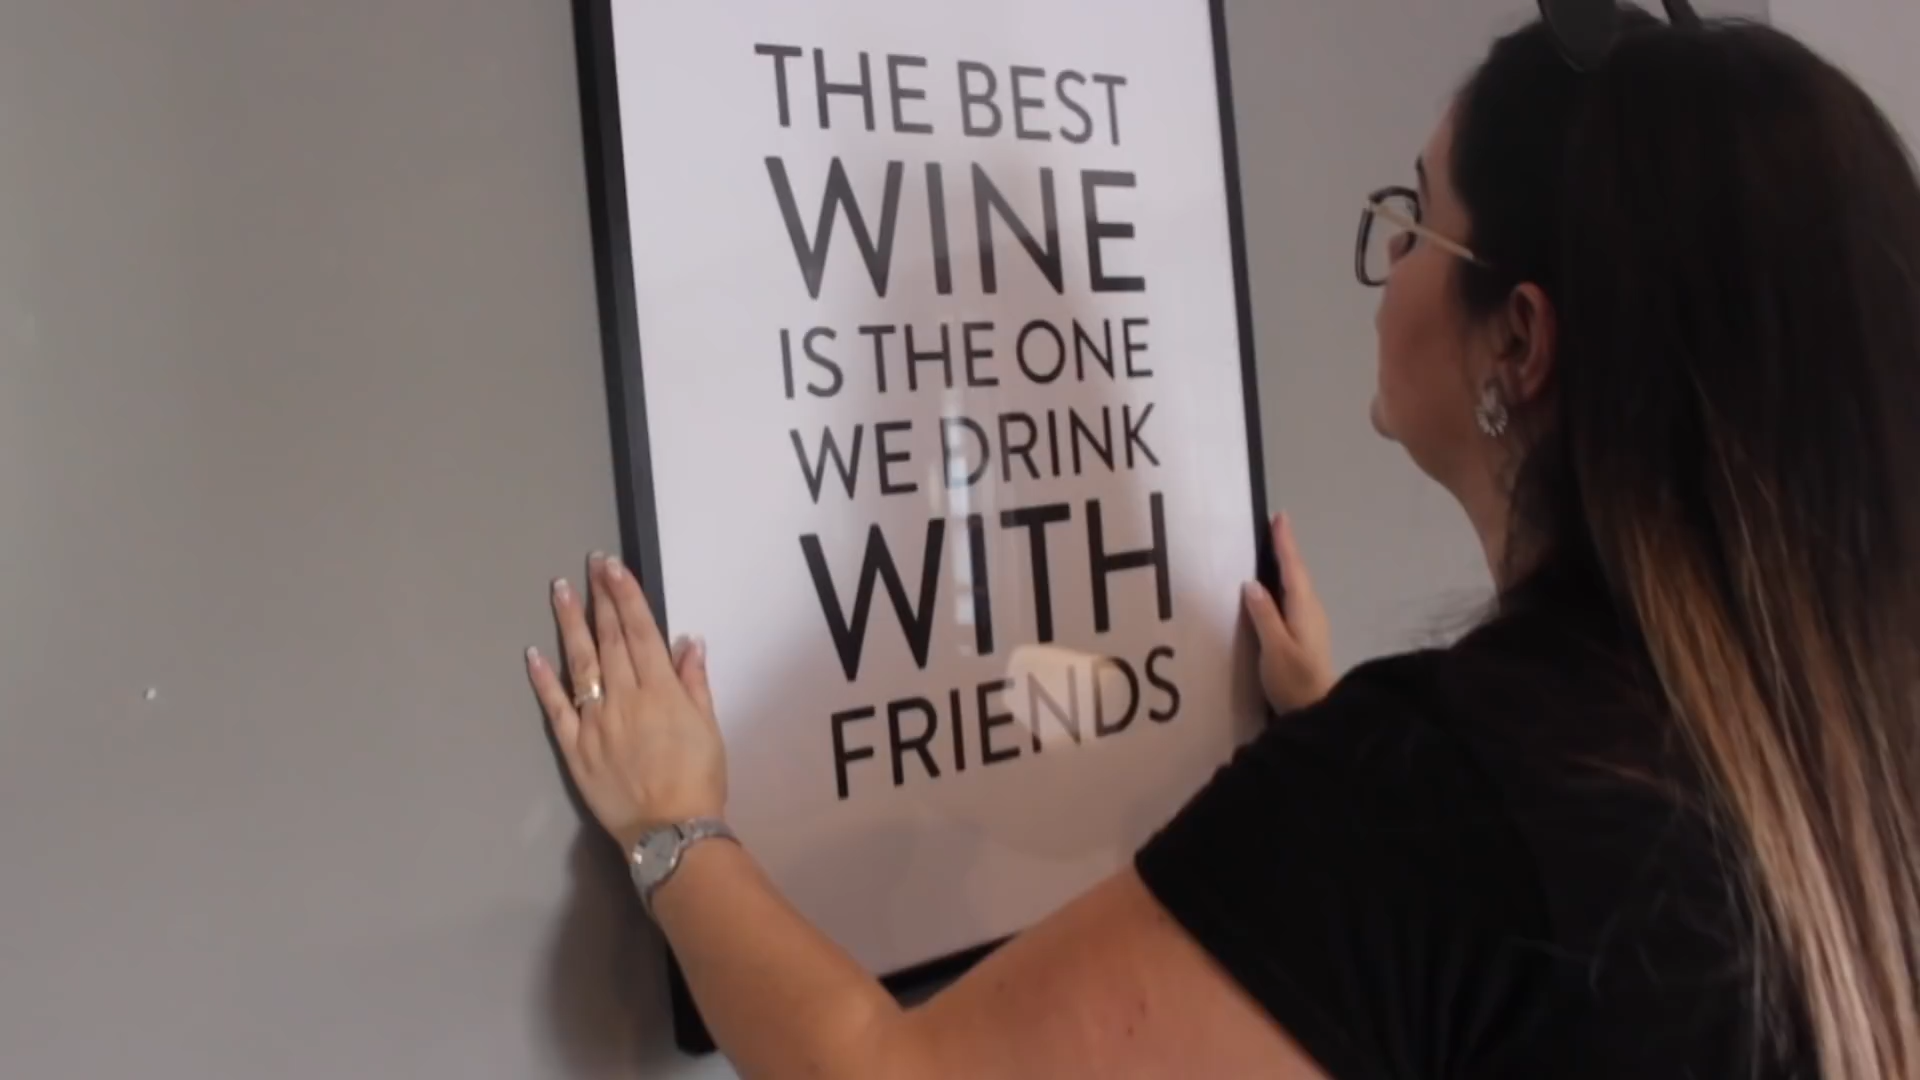 THE BEST
WINE
IS THE ONE
WE DRINK
WITH
FRIENDS